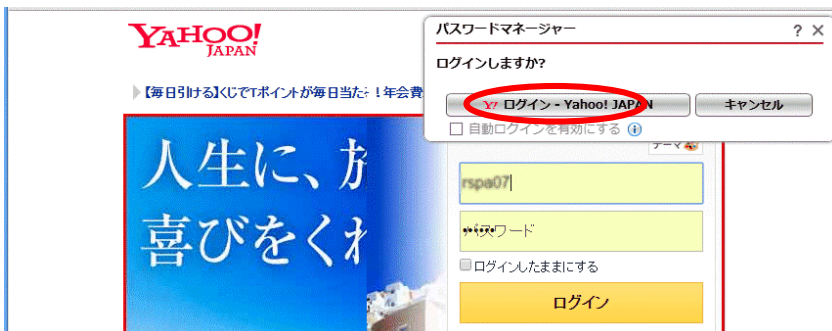 YAHOO!
JAPAN
【毎日引ける】くじでTポイントが毎日当たそ！年会費
パスワードマネージャー
? ×
ログインしますか?
Y! ログイン - Yahoo! JAPAN
キャンセル
自動ログインを有効にする
テーマ
人生に、旅
喜びをくれ
パスワード
ログインしたままにする
ログイン